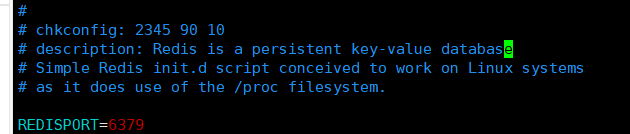 #
# chkconfig: 2345 90 10
# description: Redis is a persistent key-value database
# Simple Redis init.d script conceived to work on Linux systems
# as it does use of the /proc filesystem.
REDISPORT=6379